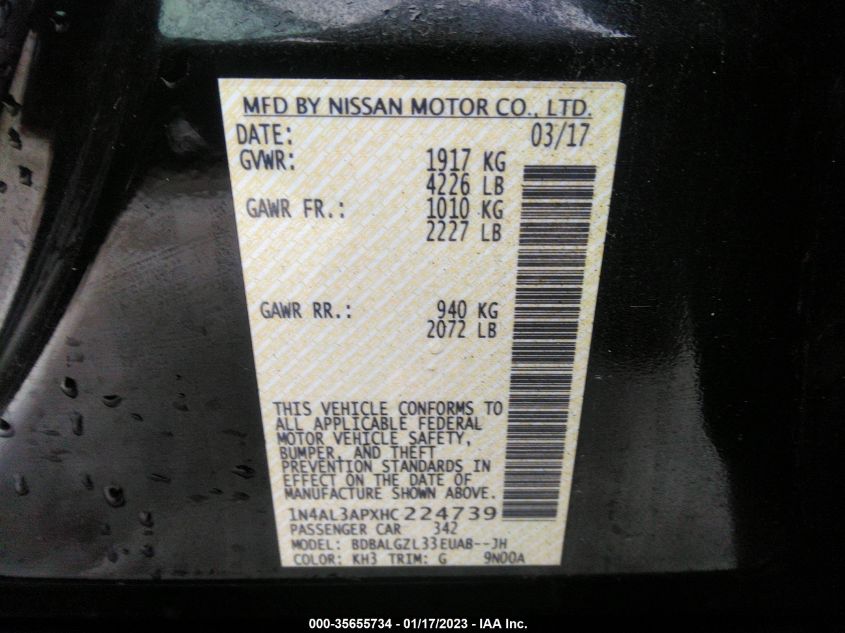 MFD BY NISSAN MOTOR CO., LTD.
DATE: 03/17
GVWR: 1917 KG
4226 LB
GAWR FR.: 1010 KG
2227 LB
GAWR RR.: 940 KG
2072 LB
THIS VEHICLE CONFORMS TO
ALL APPLICABLE FEDERAL
MOTOR VEHICLE SAFETY,
BUMPER, AND THEFT
PREVENTION STANDARDS IN
EFFECT ON THE DATE OF
MANUFACTURE SHOWN ABOVE.
1N4AL3APXHC224739
PASSENGER CAR 342
MODEL: BDBALGZL33EUAB--JH
COLOR: KH3 TRIM: G 9N00A
000-35655734 - 01/17/2023 - IAA Inc.